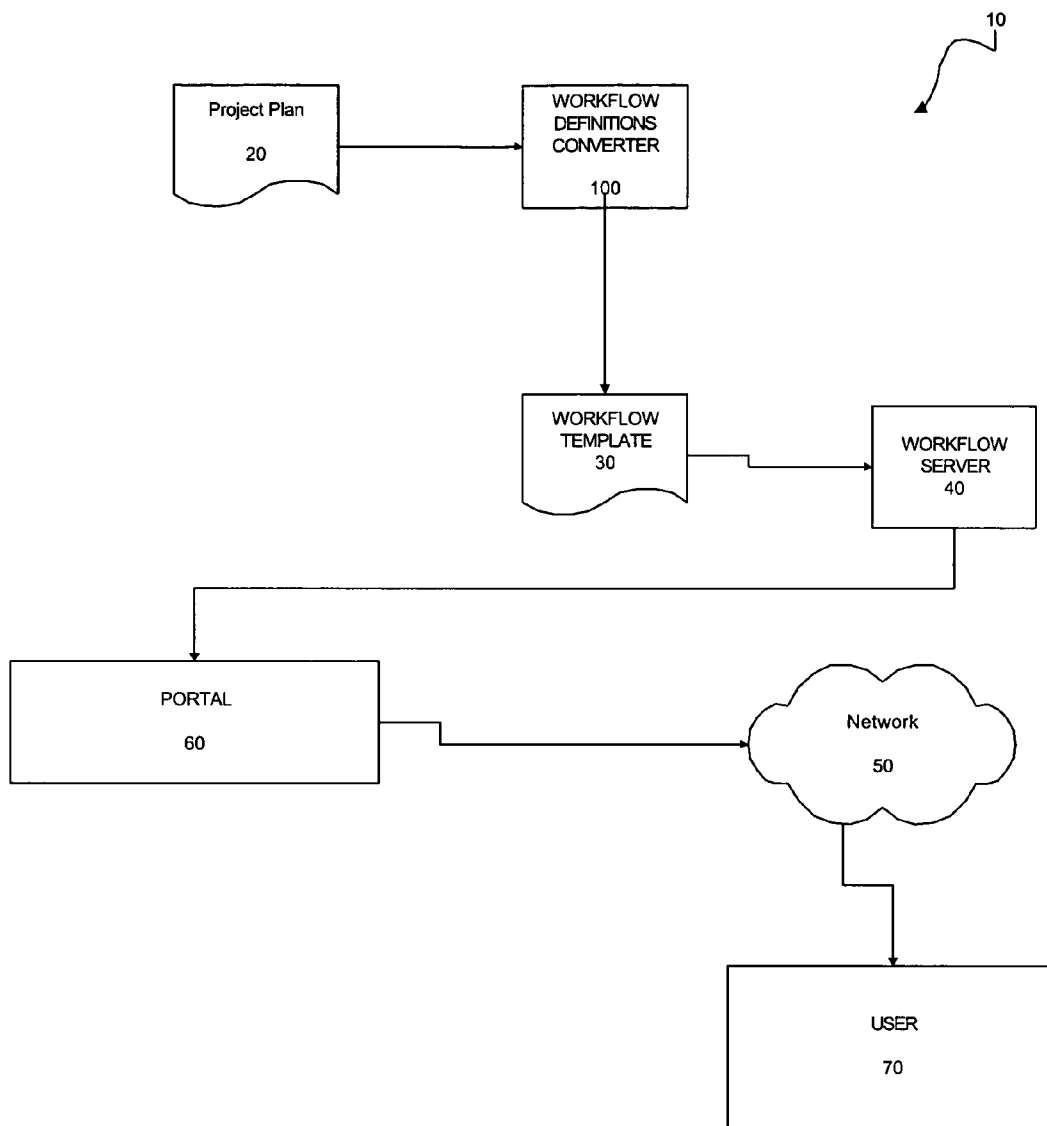 10
Project Plan
20
WORKFLOW
DEFINITIONS
CONVERTER
100
WORKFLOW
TEMPLATE
30
WORKFLOW
SERVER
40
PORTAL
60
Network
50
USER
70